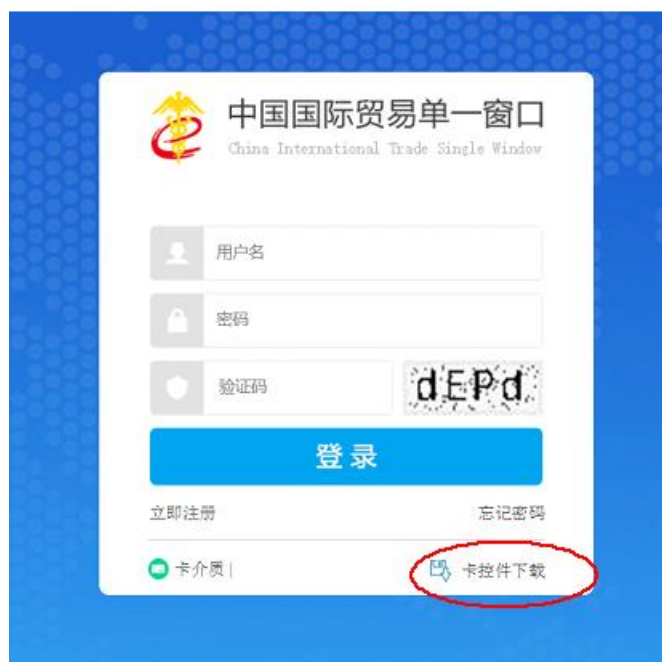 中国国际贸易单一窗口
China International Trade Single Window
用户名
密码
验证码 dEPd
登录
立即注册 忘记密码
卡介质| 卡控件下载